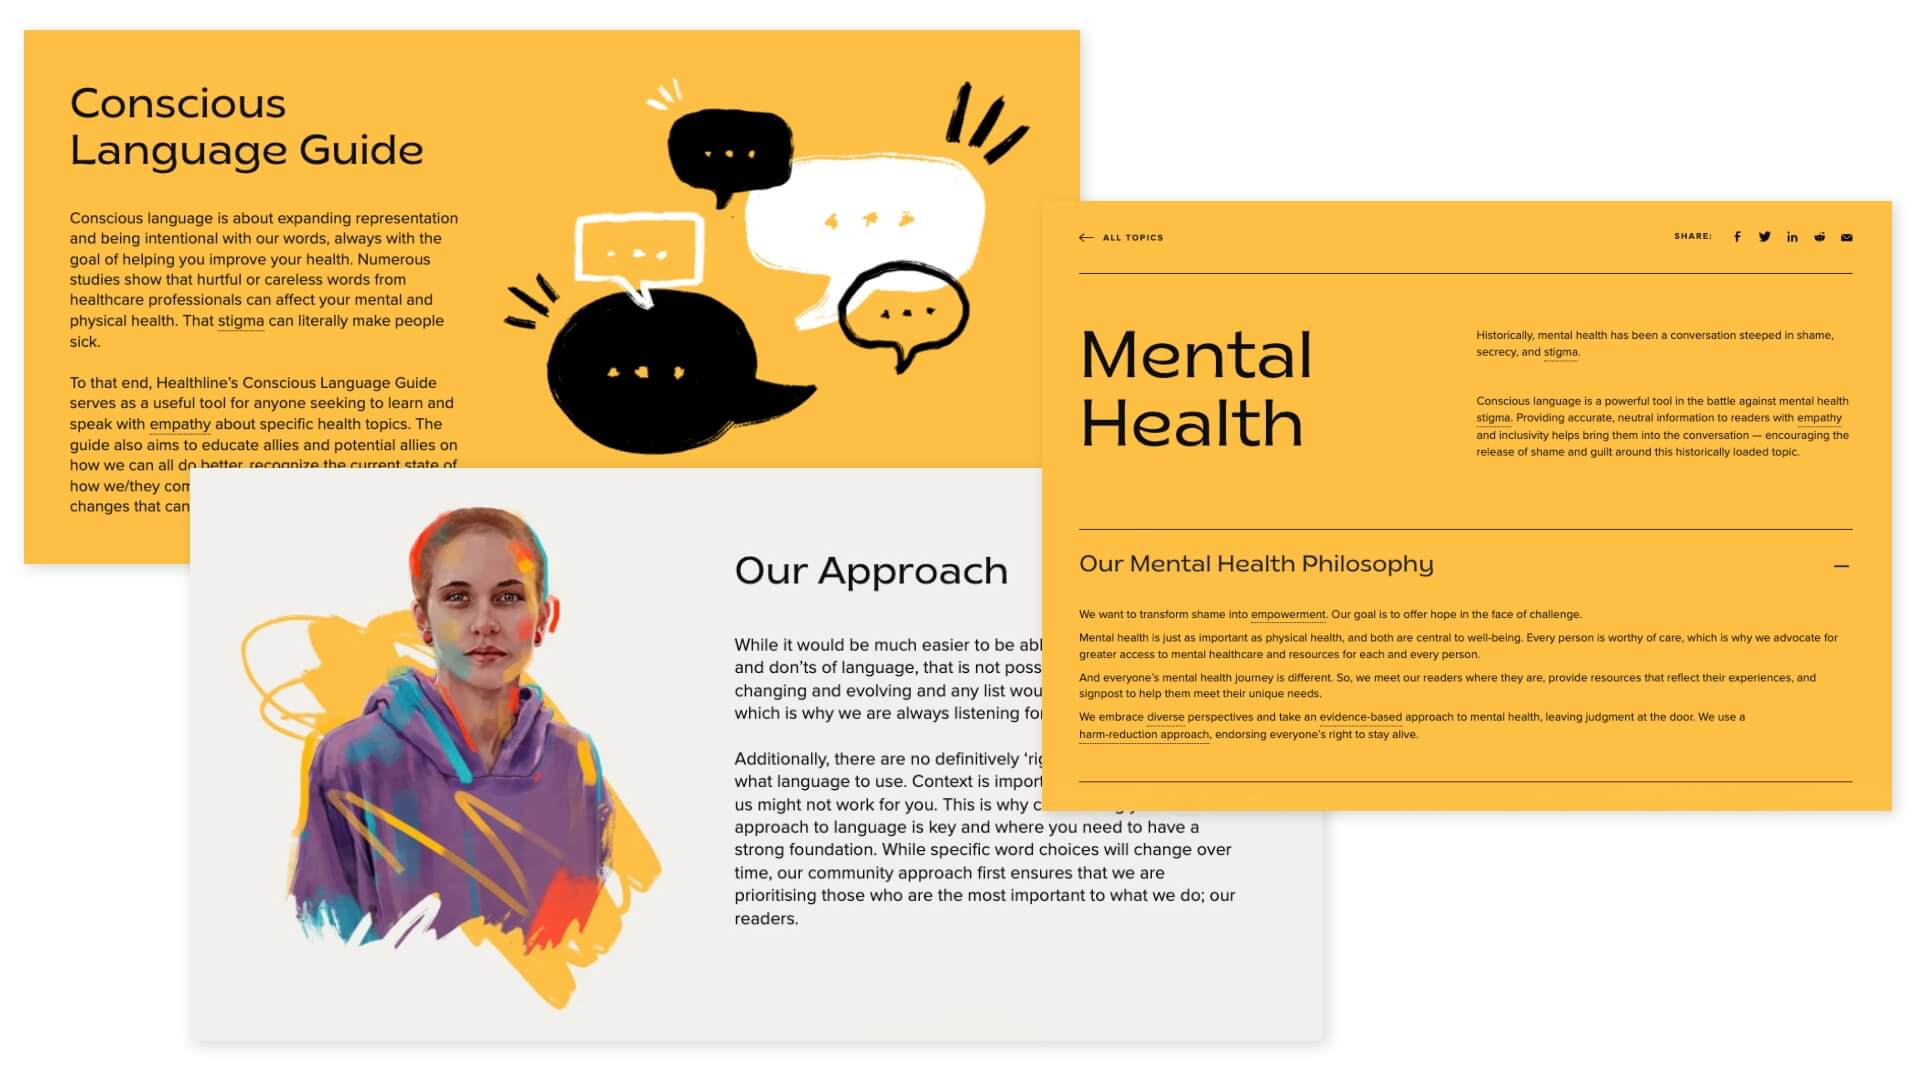 Conscious
Language Guide
Conscious language is about expanding representation
and being intentional with our words, always with the
goal of helping you improve your health. Numerous
studies show that hurtful or careless words from
healthcare professionals can affect your mental and
physical health. That stigma can literally make people
sick.
To that end, Healthline’s Conscious Language Guide
serves as a useful tool for anyone seeking to learn and
speak with empathy about specific health topics. The
guide also aims to educate allies and potential allies on
how we can all do better, recognize the current state of
how we/they
changes that can
Our Approach
While it would be much easier to be
and don’ts of language, that is not
changing and evolving and any list
which is why we are always listening
Additionally, there are no definitively
what language to use. Context is
us might not work for you. This is why
approach to language is key and where you need to have a
strong foundation. While specific word choices will change over
time, our community approach first ensures that we are
prioritising those who are the most important to what we do; our
readers.
ALL TOPICS
SHARE:
Mental
Health
Historically, mental health has been a conversation steeped in shame,
secrecy, and stigma.
Conscious language is a powerful tool in the battle against mental health
stigma. Providing accurate, neutral information to readers with empathy
and inclusivity helps bring them into the conversation — encouraging the
release of shame and guilt around this historically loaded topic.
Our Mental Health Philosophy
We want to transform shame into empowerment. Our goal is to offer hope in the face of challenge.
Mental health is just as important as physical health, and both are central to well-being. Every person is worthy of care, which is why we advocate for
greater access to mental healthcare and resources for each and every person.
And everyone’s mental health journey is different. So, we meet our readers where they are, provide resources that reflect their experiences, and
signpost to help them meet their unique needs.
We embrace diverse perspectives and take an evidence-based approach to mental health, leaving judgment at the door. We use a
harm-reduction approach, endorsing everyone’s right to stay alive.